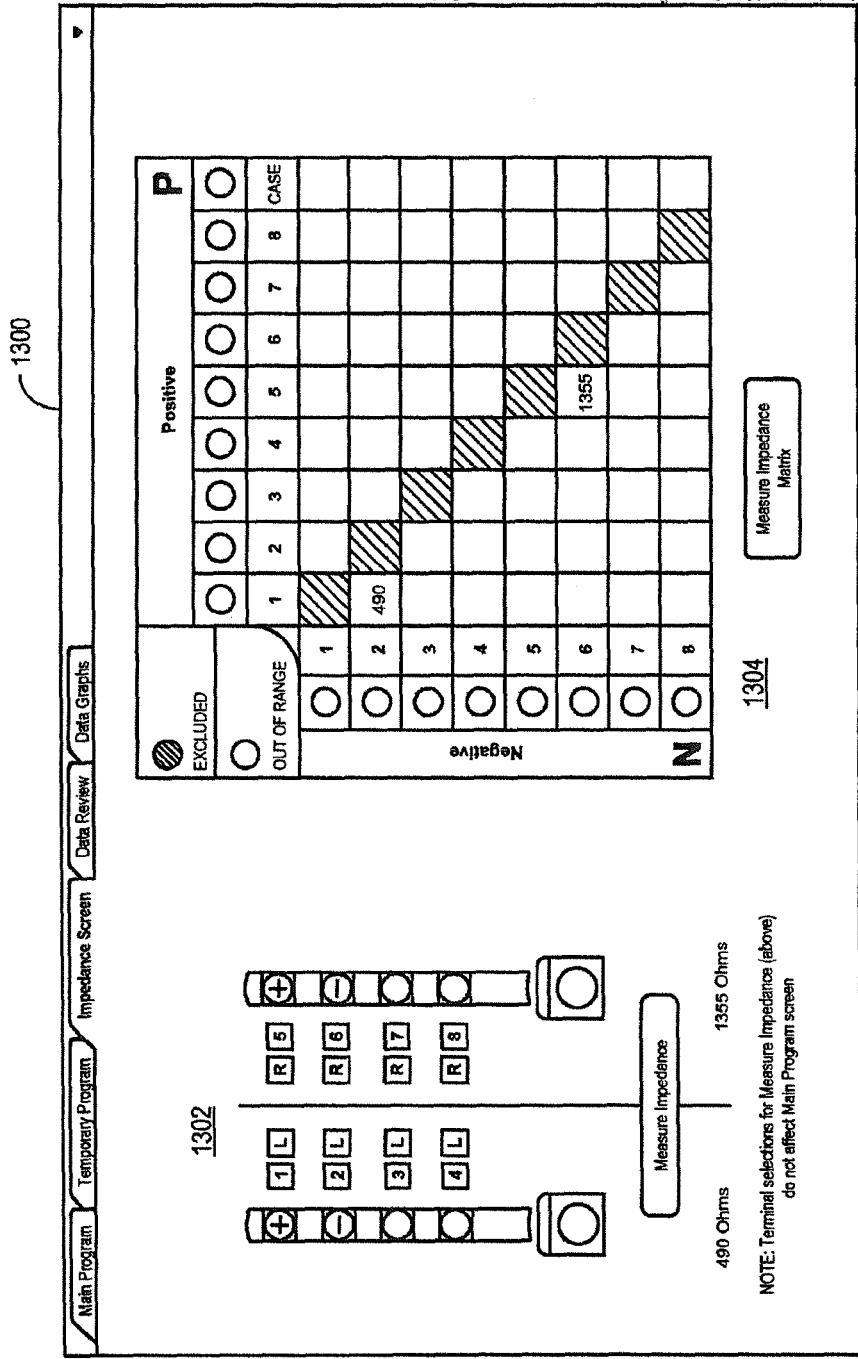 1300
Main Program
Temporary Program
Impedance Screen
Data Review
Data Graphs
1302
1 L
2 L
3 L
4 L
R 5
R 6
R 7
R 8
+
−
+
−
Measure Impedance
490 Ohms
1355 Ohms
NOTE: Terminal selections for Measure Impedance (above)
do not affect Main Program screen
EXCLUDED
OUT OF RANGE
Positive
P
1 2 3 4 5 6 7 8 CASE
Negative
N
1
2 490
3
4
5
6 1355
7
8
1304
Measure Impedance
Matrix